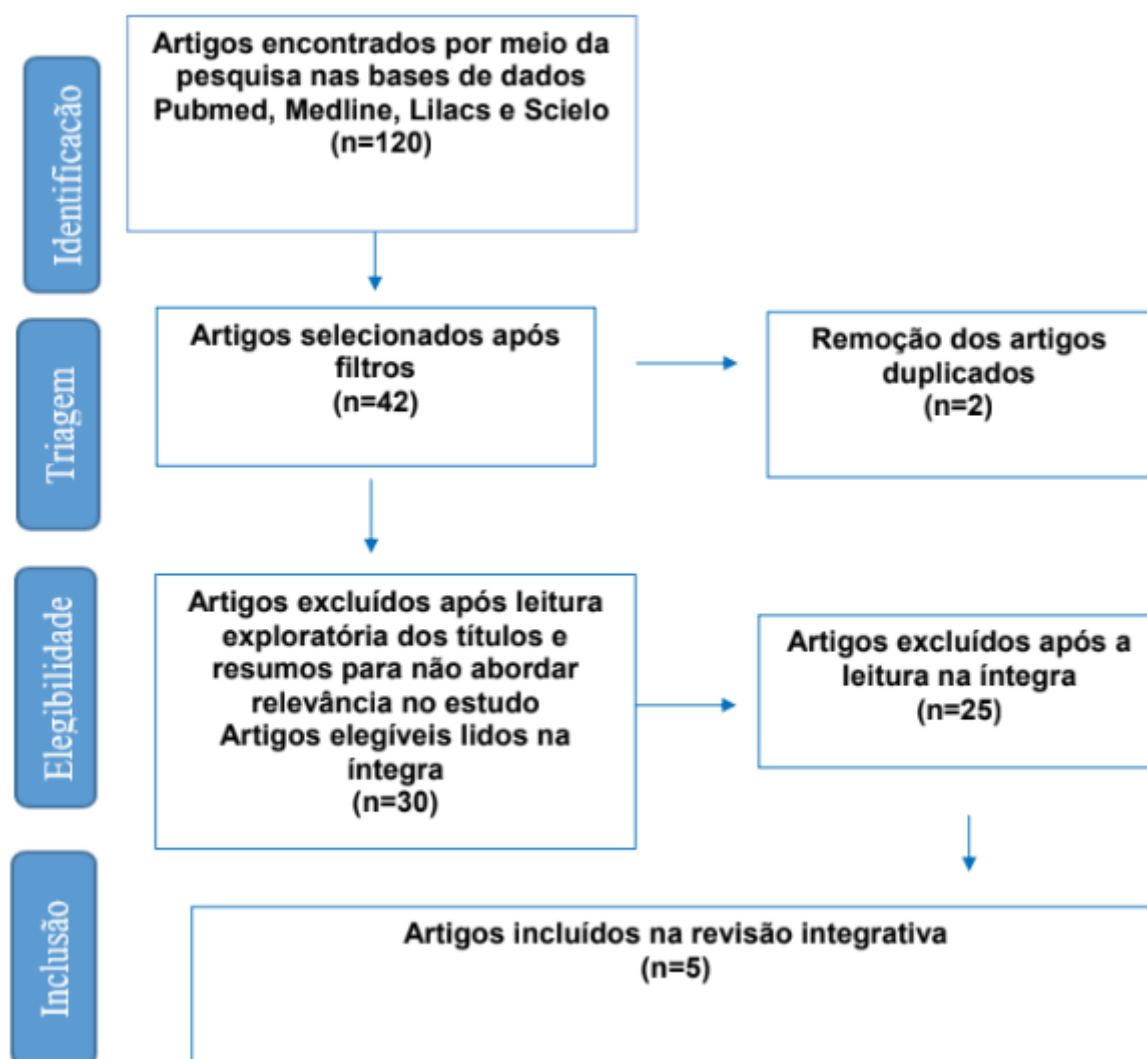 Identificação
Artigos encontrados por meio da
pesquisa nas bases de dados
Pubmed, Medline, Lilacs e Scielo
(n=120)
Triagem
Artigos selecionados após
filtros
(n=42)
Remoção dos artigos
duplicados
(n=2)
Elegibilidade
Artigos excluídos após leitura
exploratória dos títulos e
resumos para não abordar
relevância no estudo
Artigos elegíveis lidos na
íntegra
(n=30)
Artigos excluídos após a
leitura na íntegra
(n=25)
Inclusão
Artigos incluídos na revisão integrativa
(n=5)